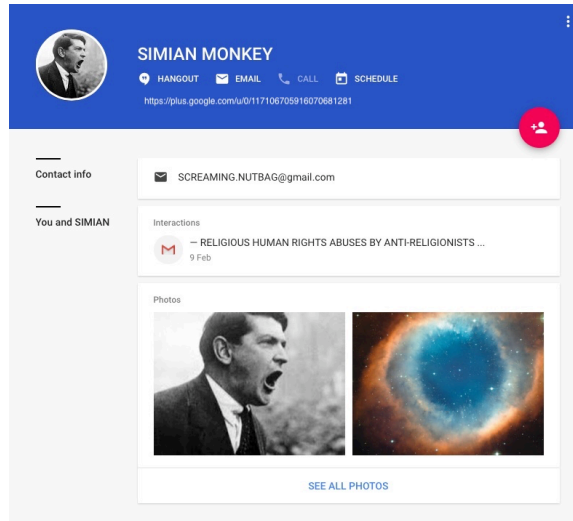 SIMIAN MONKEY
HANGOUT EMAIL CALL SCHEDULE
https://plus.google.com/u/0/117106705916070681281
Contact info
SCREAMING.NUTBAG@gmail.com
You and SIMIAN
Interactions
— RELIGIOUS HUMAN RIGHTS ABUSES BY ANTI-RELIGIONISTS ...
9 Feb
Photos
SEE ALL PHOTOS